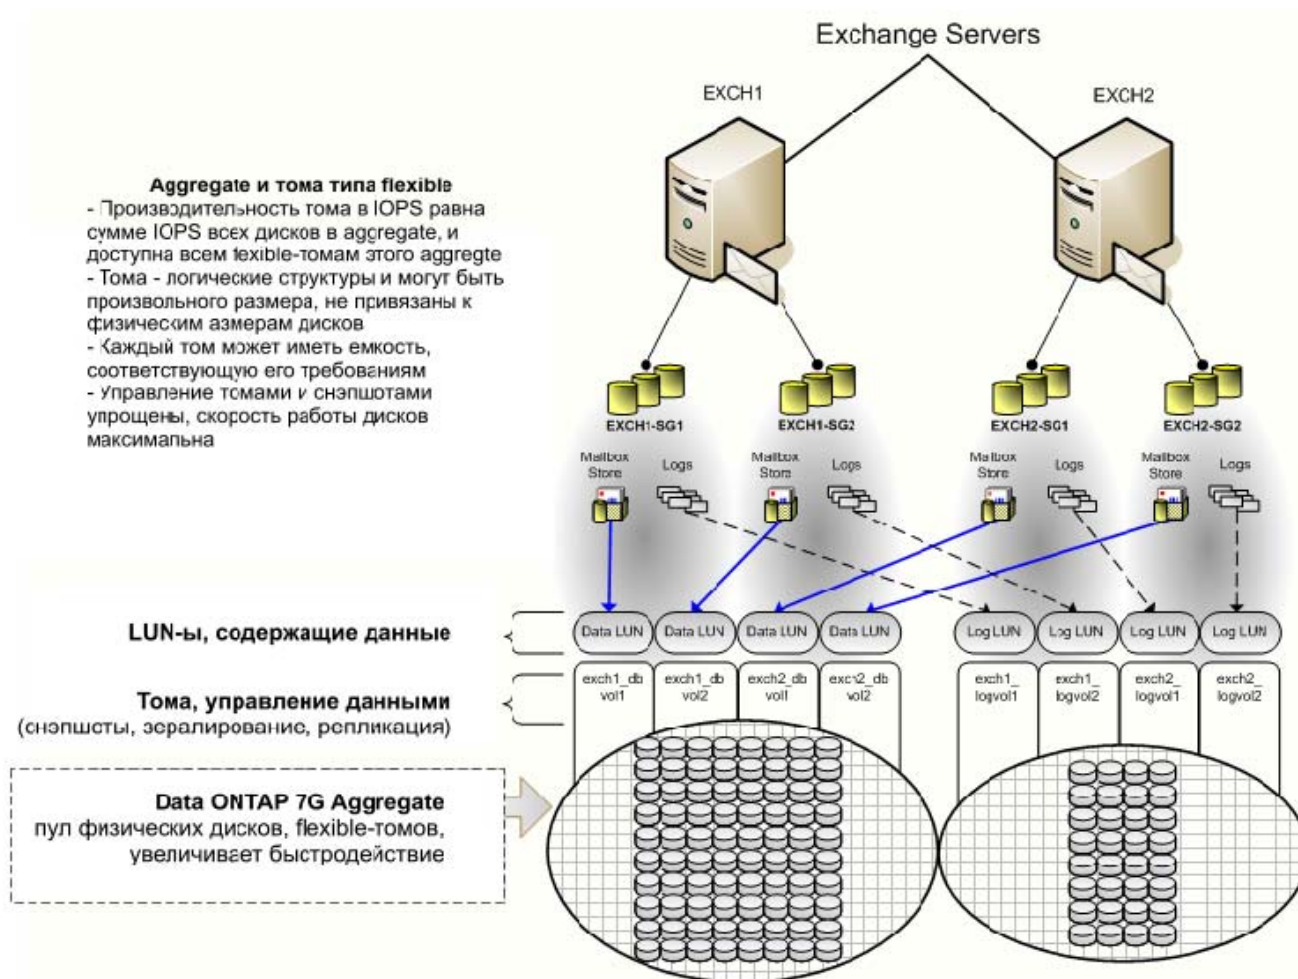 Exchange Servers
EXCH1
EXCH2
Aggregate и тома типа flexible
- Производительность тома в IOPS равна
сумме IOPS всех дисков в aggregate, и
доступна всем flexible-томам этого aggregte
- Тома - логические структуры и могут быть
произвольного размера, не привязаны к
физическим азмерам дисков
- Каждый том может иметь емкость,
соответствующую его требованиям
- Управление томами и снэпшотами
упрощены, скорость работы дисков
максимальна
EXCH1-SG1
EXCH1-SG2
EXCH2-SG1
EXCH2-SG2
Mailbox
Store
Logs
Mailbox
Store
Logs
Mailbox
Store
Logs
Mailbox
Store
Logs
LUN-ы, содержащие данные
Data LUN
Data LUN
Data LUN
Data LUN
Log LUN
Log LUN
Log LUN
Log LUN
Тома, управление данными
(снэпшеты, зералирование, репликация)
exch1_db
vol1
exch1_db
vol2
exch2_db
vol1
exch2_db
vol2
exch1_
logvol1
exch1_
logvol2
exch2_
logvol1
exch2_
logvol2
Data ONTAP 7G Aggregate
пул физических дисков, flexible-томов,
увеличивает быстродействие